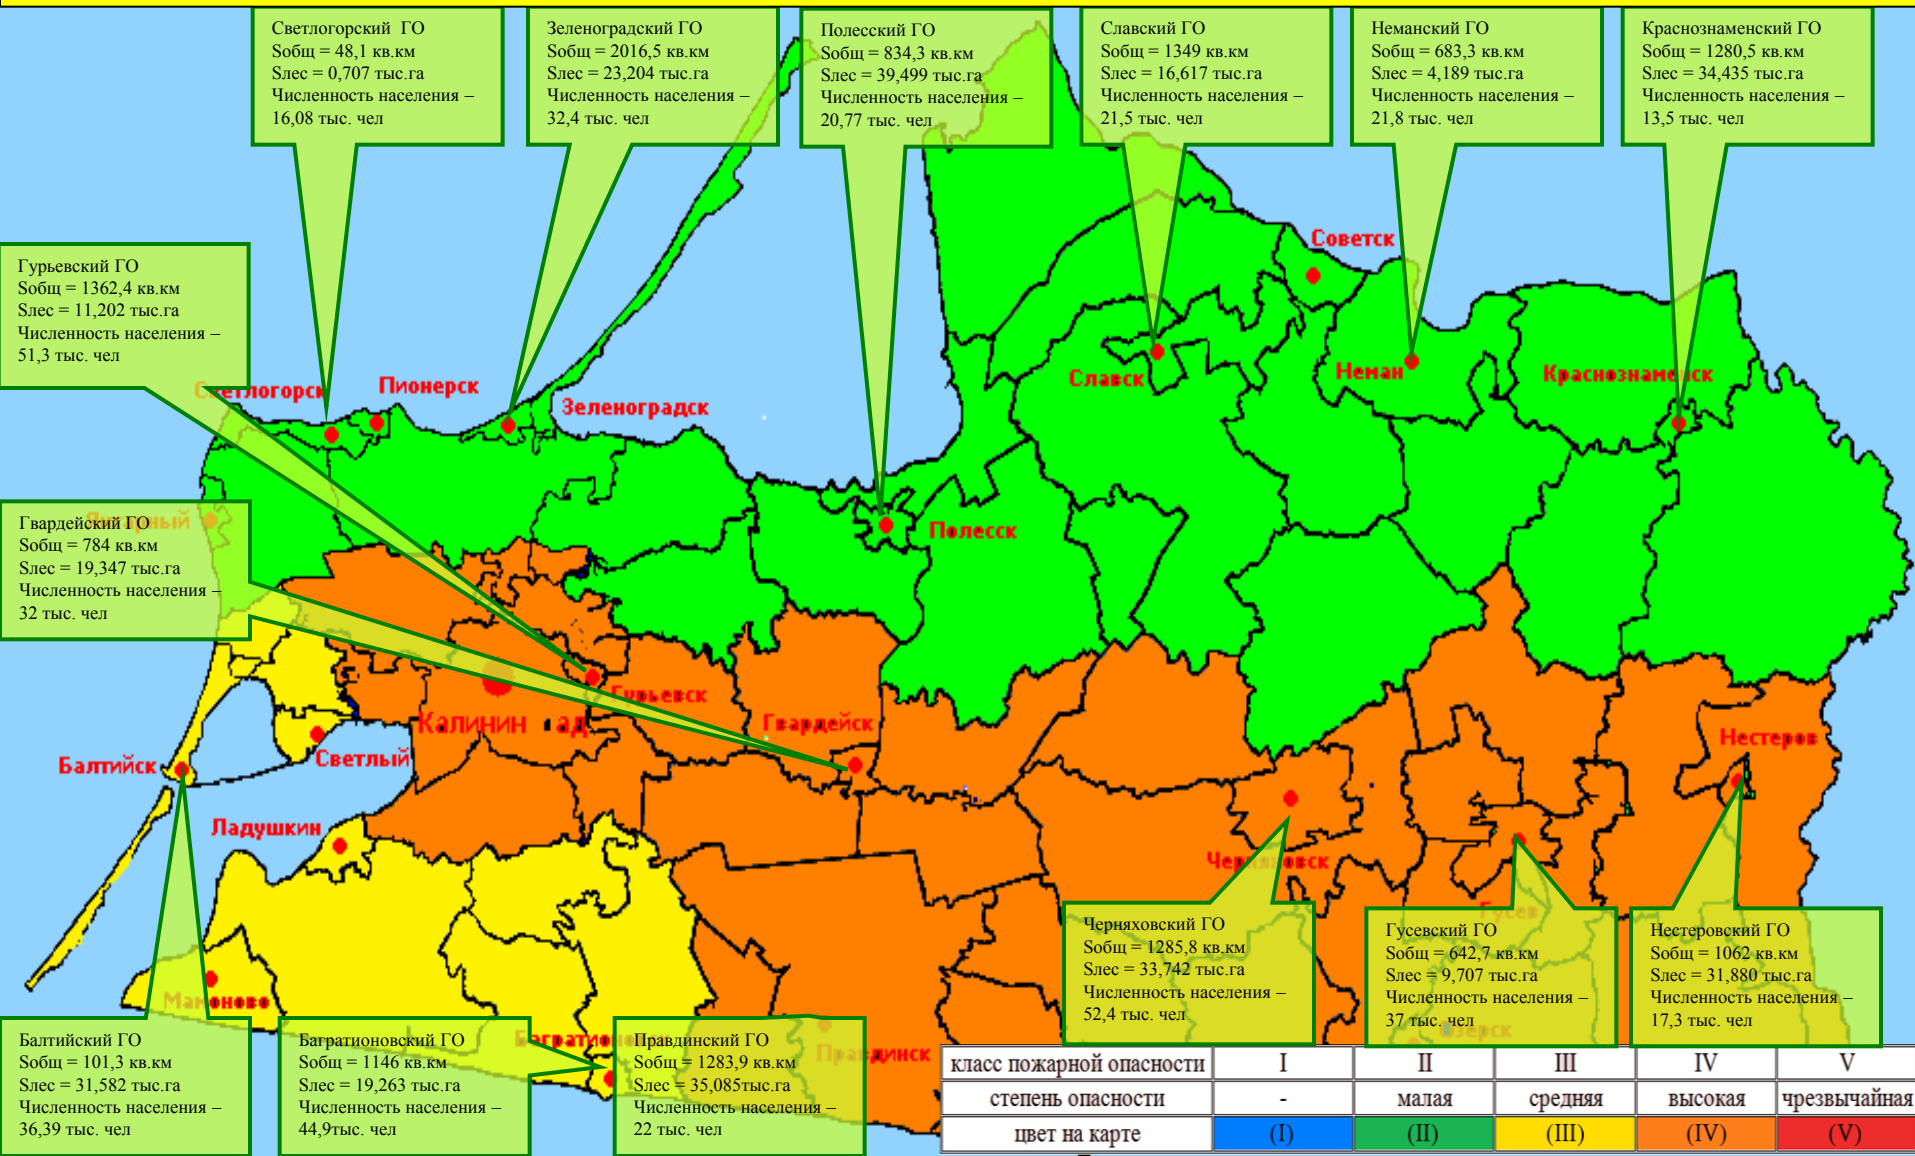 Светлогорский ГО
Sобщ = 48,1 кв.км
Sлес = 0,707 тыс.га
Численность населения –
16,08 тыс. чел
Зеленоградский ГО
Sобщ = 2016,5 кв.км
Sлес = 23,204 тыс.га
Численность населения –
32,4 тыс. чел
Полесский ГО
Sобщ = 834,3 кв.км
Sлес = 39,499 тыс.га
Численность населения –
20,77 тыс. чел
Славский ГО
Sобщ = 1349 кв.км
Sлес = 16,617 тыс.га
Численность населения –
21,5 тыс. чел
Неманский ГО
Sобщ = 683,3 кв.км
Sлес = 4,189 тыс.га
Численность населения –
21,8 тыс. чел
Краснознаменский ГО
Sобщ = 1280,5 кв.км
Sлес = 34,435 тыс.га
Численность населения –
13,5 тыс. чел
Гурьевский ГО
Sобщ = 1362,4 кв.км
Sлес = 11,202 тыс.га
Численность населения –
51,3 тыс. чел
Советск
Светлогорск
Пионерск
Зеленоградск
Славск
Неман
Краснознаменск
Гвардейский ГО
Sобщ = 784 кв.км
Sлес = 19,347 тыс.га
Численность населения –
32 тыс. чел
Янтарный
Полесск
Гурьевск
Калинин ад
Гвардейск
Нестеров
Балтийск
Светлый
Ладушкин
Черняховск
Гусев
Мамоново
Багратионовск
Правдинск
Озёрск
Черняховский ГО
Sобщ = 1285,8 кв.км
Sлес = 33,742 тыс.га
Численность населения –
52,4 тыс. чел
Гусевский ГО
Sобщ = 642,7 кв.км
Sлес = 9,707 тыс.га
Численность населения –
37 тыс. чел
Нестеровский ГО
Sобщ = 1062 кв.км
Sлес = 31,880 тыс.га
Численность населения –
17,3 тыс. чел
Балтийский ГО
Sобщ = 101,3 кв.км
Sлес = 31,582 тыс.га
Численность населения –
36,39 тыс. чел
Багратионовский ГО
Sобщ = 1146 кв.км
Sлес = 19,263 тыс.га
Численность населения –
44,9тыс. чел
Правдинский ГО
Sобщ = 1283,9 кв.км
Sлес = 35,085тыс.га
Численность населения –
22 тыс. чел
класс пожарной опасности I II III IV V
степень опасности - малая средняя высокая чрезвычайная
цвет на карте (I) (II) (III) (IV) (V)